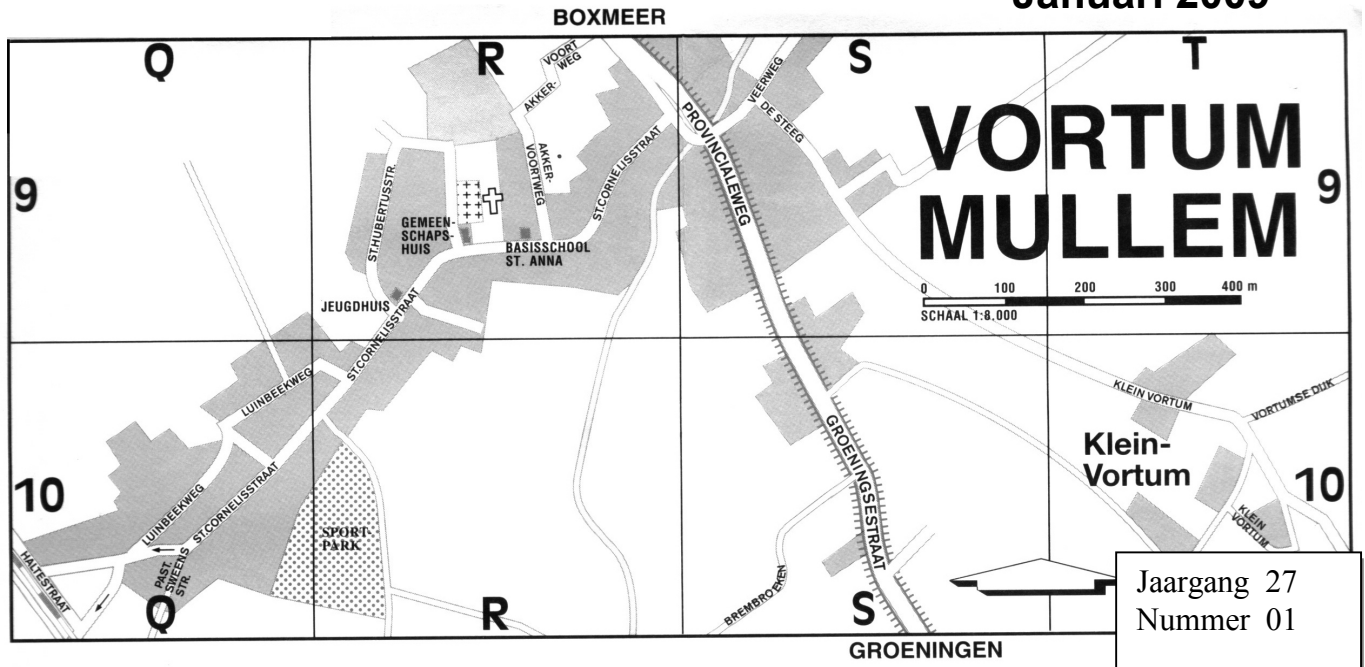 Januari 2009
BOXMEER
Q
R
S
T
VOORT
WEG
AKKER-
VEERWEG
DE STEEG
PROVINCIALEWEG
VORTUM
MULLEM
9
9
ST. HUBERTUSSTR.
AKKER-
VOORTWEG
ST. CORNELISSTRAAT
GEMEEN-
SCHAPS-
HUIS
BASISSCHOOL
ST. ANNA
JEUGDHUIS
ST. CORNELISSTRAAT
0 100 200 300 400 m
SCHAAL 1:8,000
LUINBEEKWEG
KLEIN VORTUM
VORTUMSE DIJK
Klein-
Vortum
10
10
GROENINGSESTRAAT
LUINBEEKWEG
ST. CORNELISSTRAAT
SPORT-
PARK
KLEIN
VORTUM
HALTESTRAAT
PAST.
SWEENS
STR.
BREMBROEKEN
Q
R
S
Jaargang 27
Nummer 01
GROENINGEN